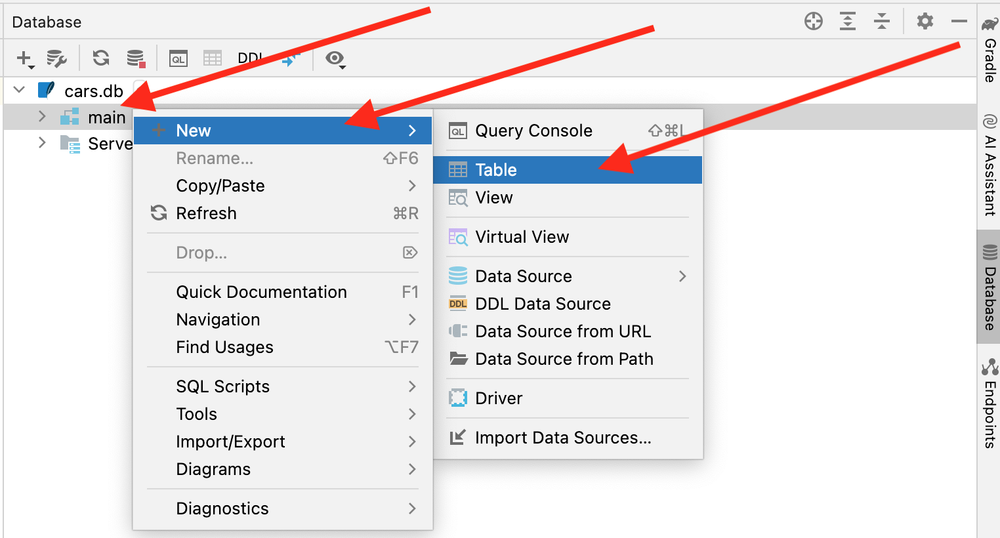 Database
QL
DDL
cars.db
main
New
Rename... ⇧F6
Copy/Paste
Refresh ⌘R
Drop...
Quick Documentation F1
Navigation
Find Usages ⌥F7
SQL Scripts
Tools
Import/Export
Diagrams
Diagnostics
QL Query Console ⇧⌘L
Table
View
Virtual View
Data Source
DDL DDL Data Source
Data Source from URL
Data Source from Path
Driver
Import Data Sources...
Gradle
AI Assistant
Database
Endpoints